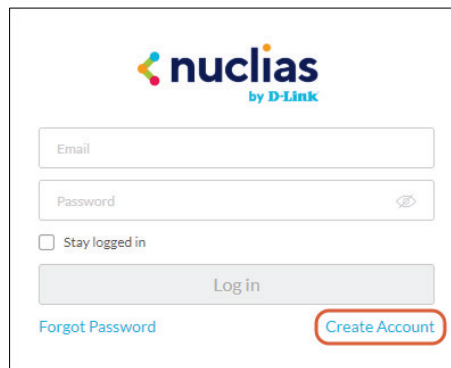 nuclias
by D-Link
Email
Password
Stay logged in
Log in
Forgot Password Create Account